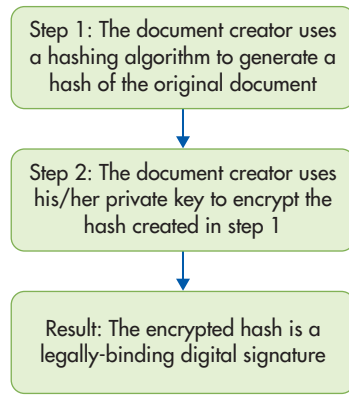 Step 1: The document creator uses
a hashing algorithm to generate a
hash of the original document
Step 2: The document creator uses
his/her private key to encrypt the
hash created in step 1
Result: The encrypted hash is a
legally-binding digital signature